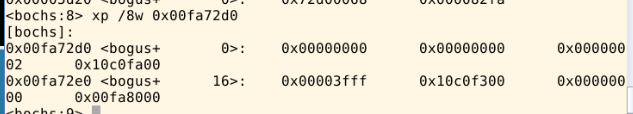 <bochs:8> xp /8w 0x00fa72d0
[bochs]:
0x00fa72d0 <bogus+       0>:    0x00000000      0x00000000      0x000000
02      0x10c0fa00
0x00fa72e0 <bogus+      16>:    0x00003fff      0x10c0f300      0x000000
00      0x00fa8000
<bochs:9>